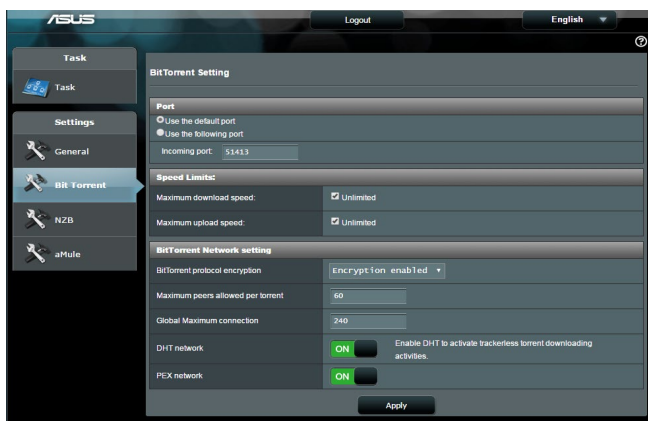 ASUS
Logout
English
Task
Task
Settings
General
Bit Torrent
NZB
aMule
BitTorrent Setting
Port
Use the default port
Use the following port
Incoming port: 51413
Speed Limits:
Maximum download speed: Unlimited
Maximum upload speed: Unlimited
BitTorrent Network setting
BitTorrent protocol encryption Encryption enabled
Maximum peers allowed per torrent 60
Global Maximum connection 240
DHT network ON Enable DHT to activate trackerless torrent downloading
activities.
PEX network ON
Apply